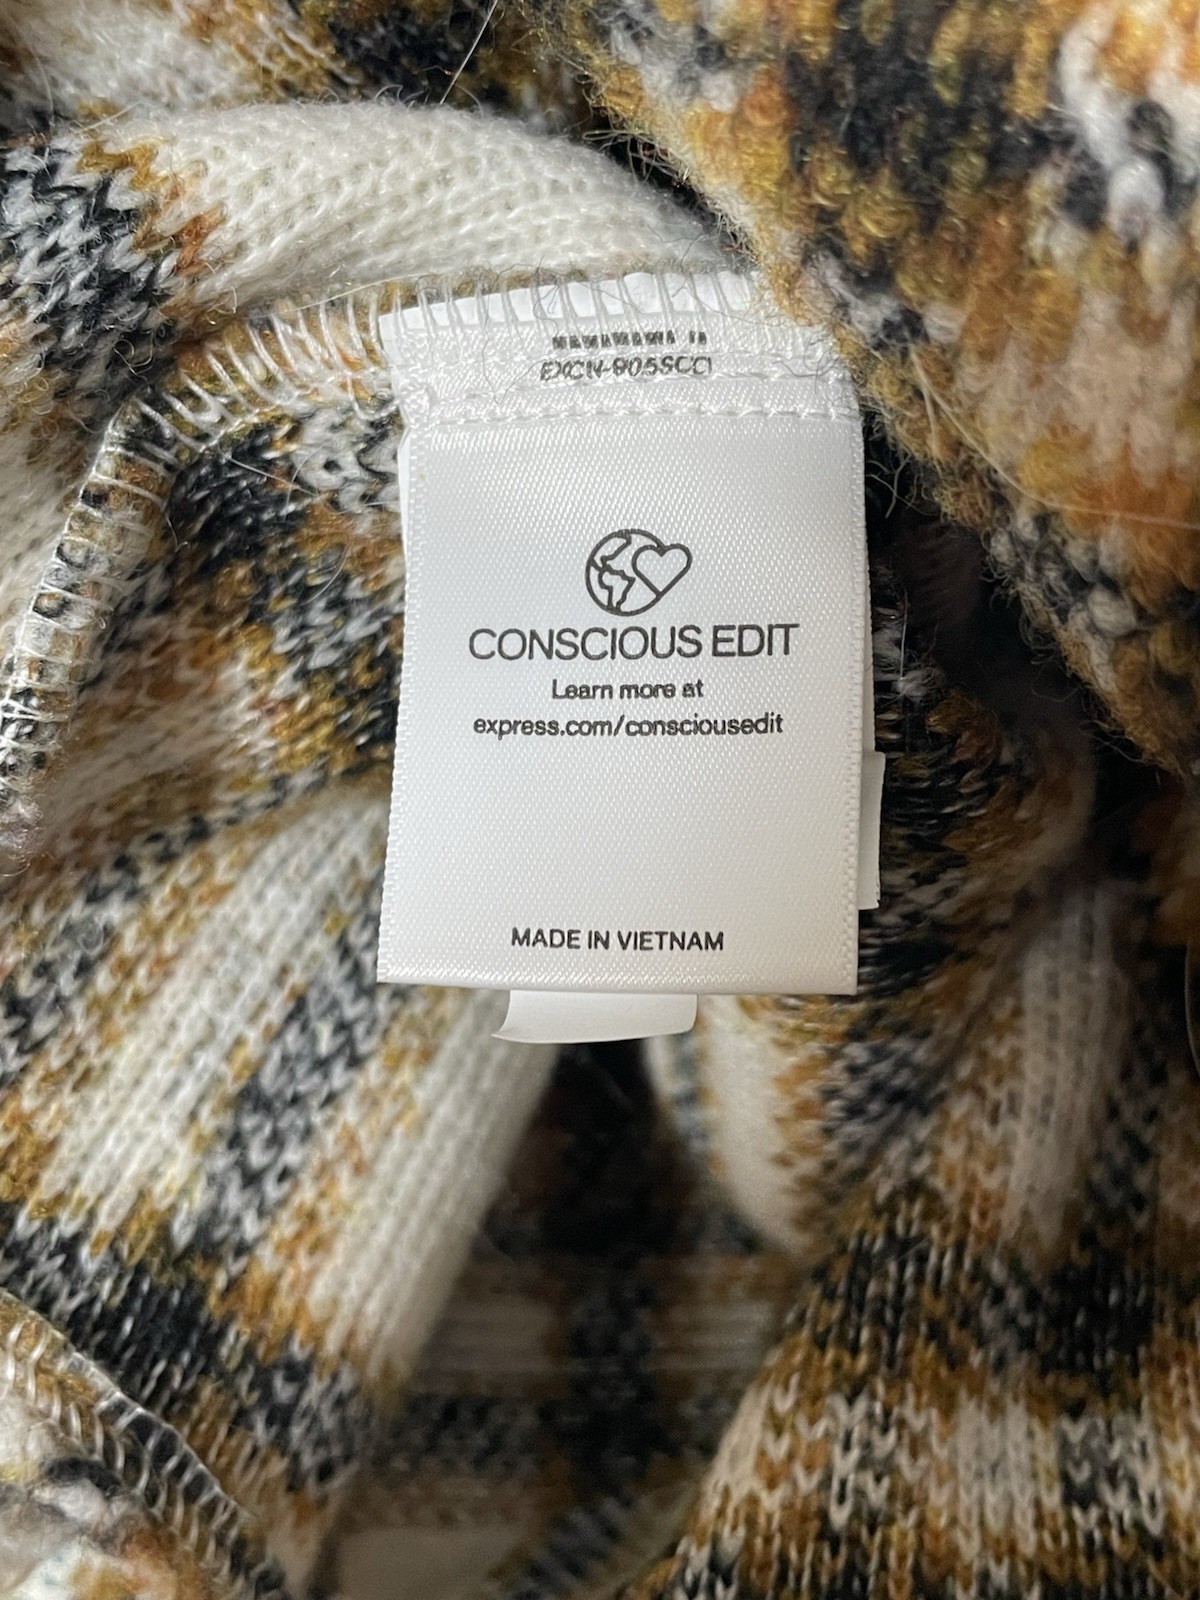 CONSCIOUS EDIT
Learn more at
express.com/consciousedit
MADE IN VIETNAM